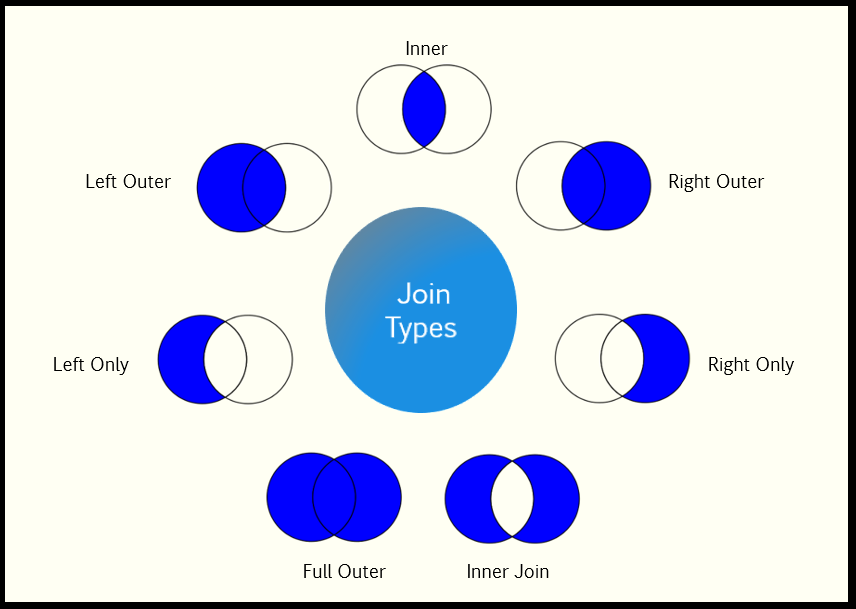 Inner
Left Outer
Right Outer
Join
Types
Left Only
Right Only
Full Outer
Inner Join